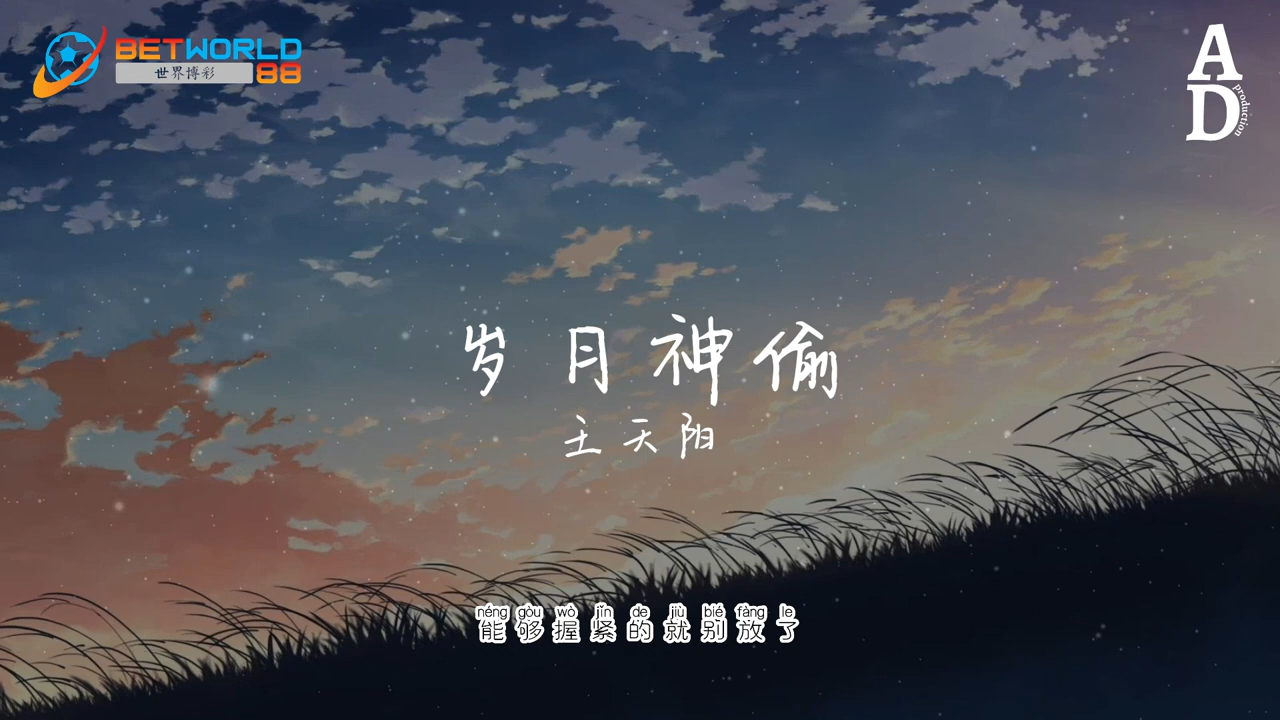 BETWORLD
世界博彩 88
AD
production
岁月神偷
王天阳
néng gòu wò jǐn de jiù bié fàng le
能够握紧的就别放了